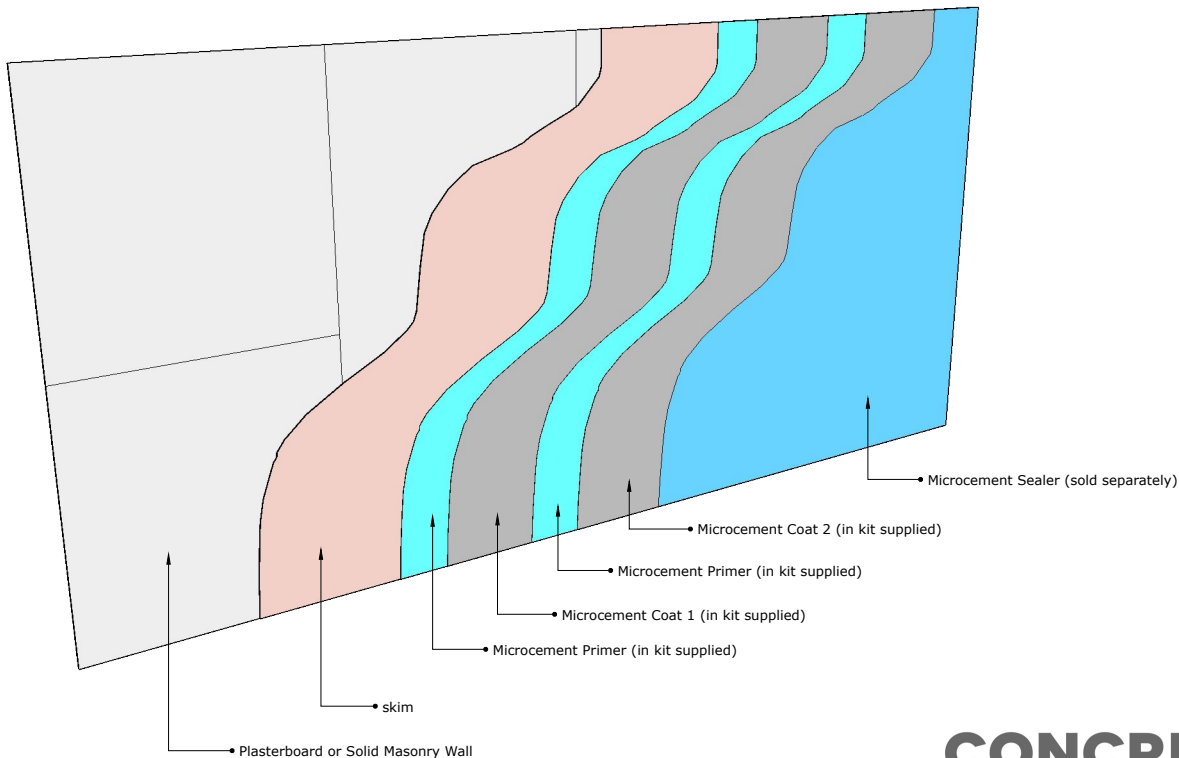 Microcement Sealer (sold separately)
Microcement Coat 2 (in kit supplied)
Microcement Primer (in kit supplied)
Microcement Coat 1 (in kit supplied)
Microcement Primer (in kit supplied)
skim
Plasterboard or Solid Masonry Wall